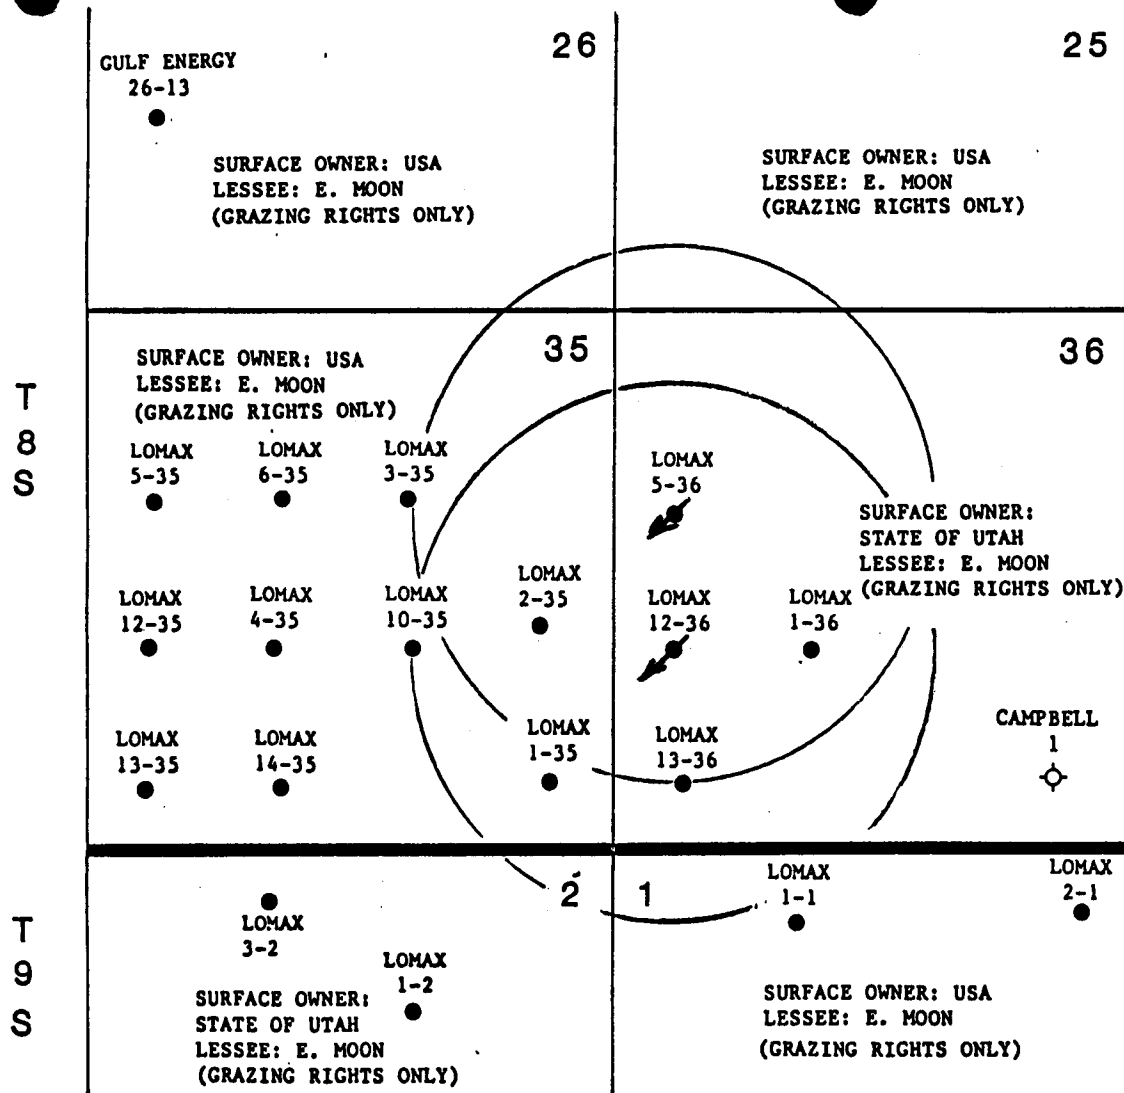 26
25
GULF ENERGY
26-13
SURFACE OWNER: USA
LESSEE: E. MOON
(GRAZING RIGHTS ONLY)
SURFACE OWNER: USA
LESSEE: E. MOON
(GRAZING RIGHTS ONLY)
T
8
S
35
36
SURFACE OWNER: USA
LESSEE: E. MOON
(GRAZING RIGHTS ONLY)
LOMAX
5-35
LOMAX
6-35
LOMAX
3-35
LOMAX
5-36
SURFACE OWNER:
STATE OF UTAH
LESSEE: E. MOON
(GRAZING RIGHTS ONLY)
LOMAX
12-35
LOMAX
4-35
LOMAX
10-35
LOMAX
2-35
LOMAX
12-36
LOMAX
1-36
LOMAX
13-35
LOMAX
14-35
LOMAX
1-35
LOMAX
13-36
CAMPBELL
1
T
9
S
2
1
LOMAX
3-2
LOMAX
1-2
LOMAX
1-1
LOMAX
2-1
SURFACE OWNER:
STATE OF UTAH
LESSEE: E. MOON
(GRAZING RIGHTS ONLY)
SURFACE OWNER: USA
LESSEE: E. MOON
(GRAZING RIGHTS ONLY)